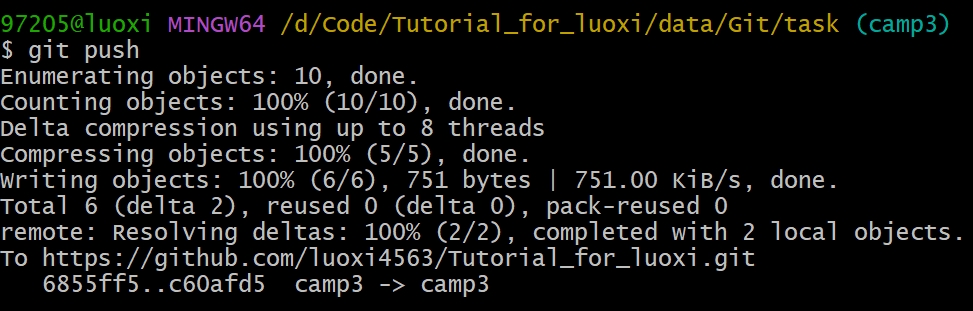 97205@luoxi MINGW64 /d/Code/Tutorial_for_luoxi/data/Git/task (camp3)
$ git push
Enumerating objects: 10, done.
Counting objects: 100% (10/10), done.
Delta compression using up to 8 threads
Compressing objects: 100% (5/5), done.
Writing objects: 100% (6/6), 751 bytes | 751.00 KiB/s, done.
Total 6 (delta 2), reused 0 (delta 0), pack-reused 0
remote: Resolving deltas: 100% (2/2), completed with 2 local objects.
To https://github.com/luoxi4563/Tutorial_for_luoxi.git
   6855ff5..c60afd5  camp3 -> camp3